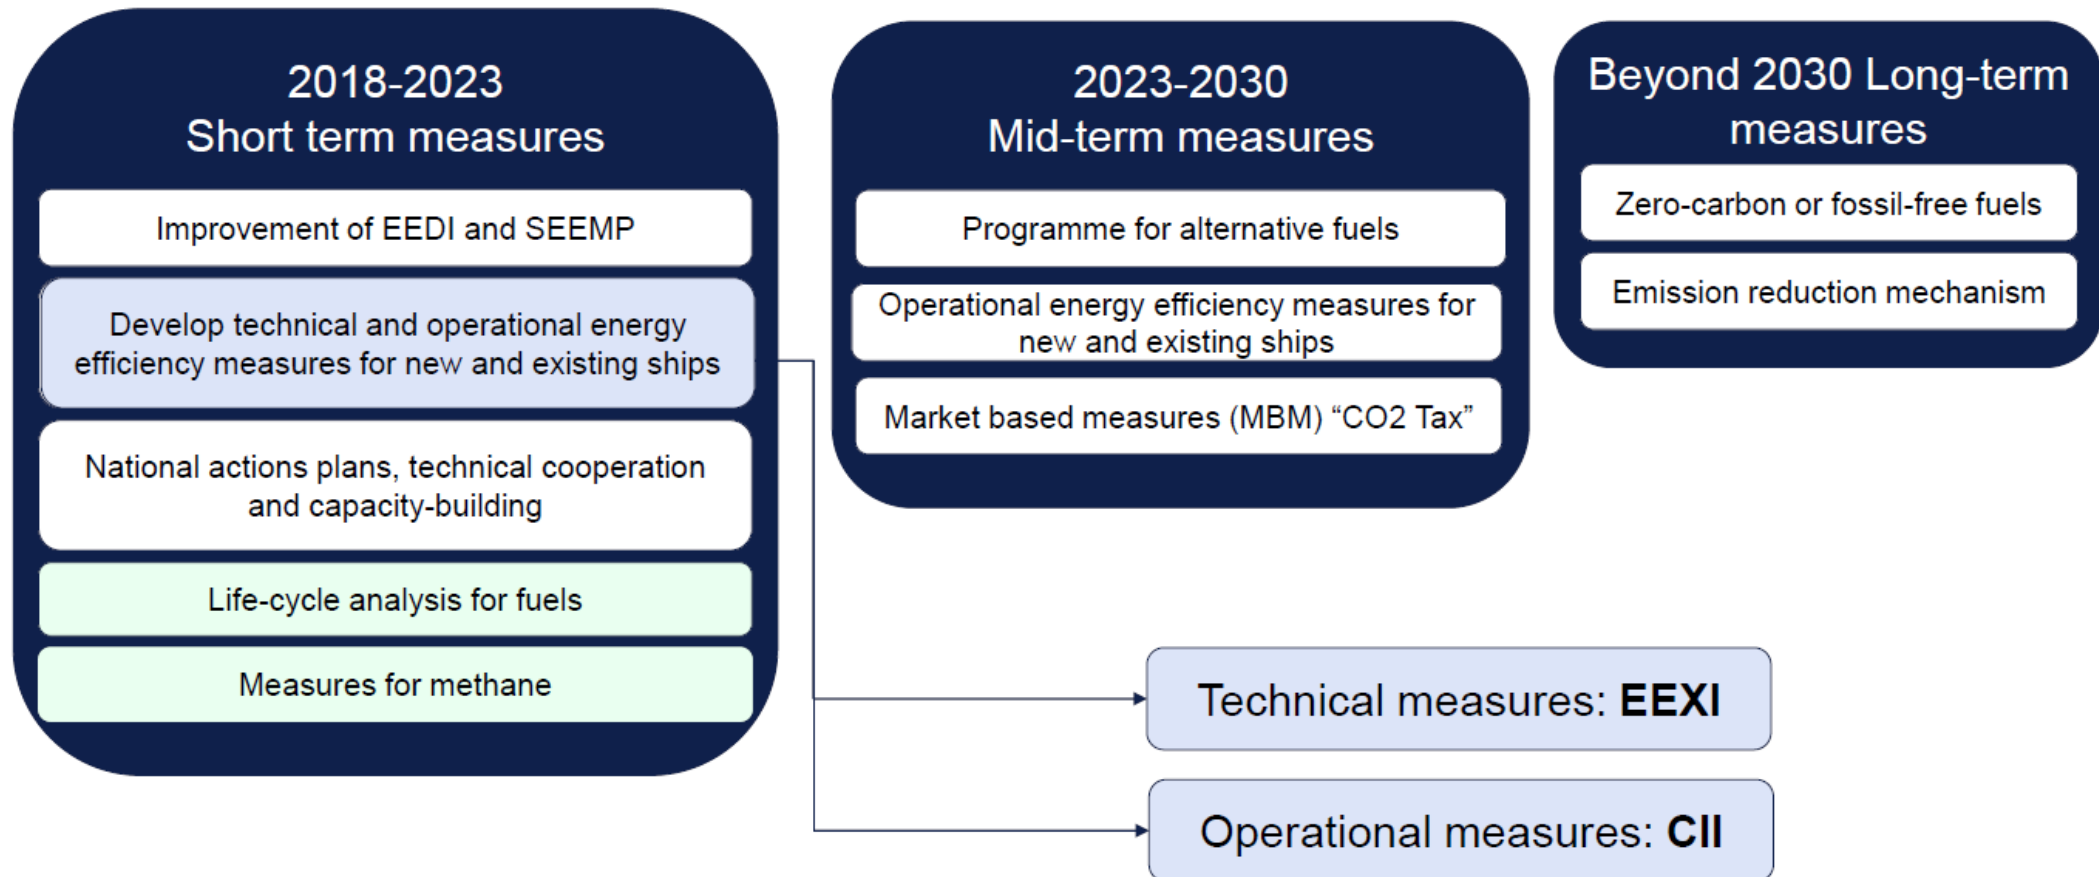 2018-2023
Short term measures
Improvement of EEDI and SEEMP
Develop technical and operational energy
efficiency measures for new and existing ships
National actions plans, technical cooperation
and capacity-building
Life-cycle analysis for fuels
Measures for methane
2023-2030
Mid-term measures
Programme for alternative fuels
Operational energy efficiency measures for
new and existing ships
Market based measures (MBM) “CO2 Tax”
Beyond 2030 Long-term
measures
Zero-carbon or fossil-free fuels
Emission reduction mechanism
Technical measures: EEXI
Operational measures: CII